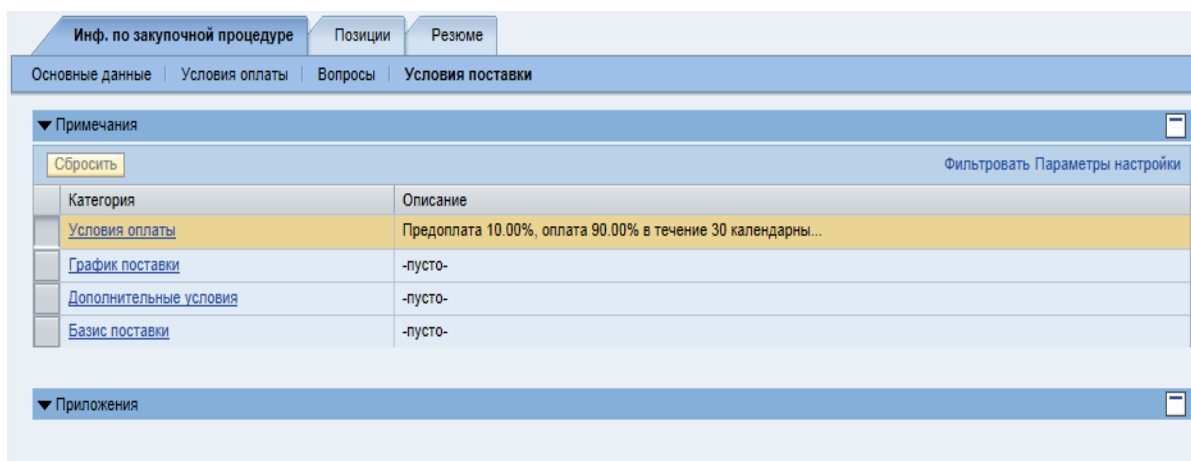 Инф. по закупочной процедуре Позиции Резюме
Основные данные Условия оплаты Вопросы Условия поставки
Примечания
Сбросить Фильтровать Параметры настройки
Категория Описание
Условия оплаты Предоплата 10.00%, оплата 90.00% в течение 30 календарны...
График поставки -пусто-
Дополнительные условия -пусто-
Базис поставки -пусто-
Приложения